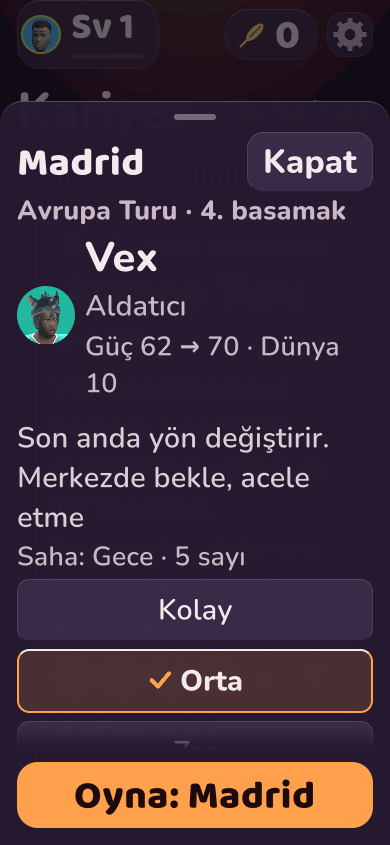 Sv 1
0
Madrid
Kapat
Avrupa Turu · 4. basamak
Vex
Aldatıcı
Güç 62 → 70 · Dünya
10
Son anda yön değiştirir.
Merkezde bekle, acele
etme
Saha: Gece · 5 sayı
Kolay
✓ Orta
Oyna: Madrid